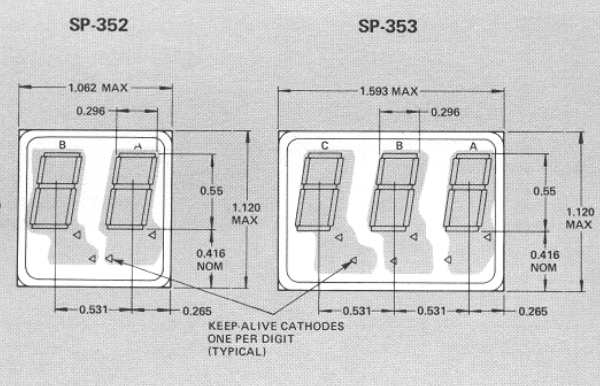 SP-352
SP-353
1.062 MAX
1.593 MAX
0.296
0.296
B
A
C
B
A
0.55
0.55
1.120
MAX
1.120
MAX
0.416
NOM
0.416
NOM
0.531
0.265
0.531
0.531
0.265
KEEP-ALIVE CATHODES
ONE PER DIGIT
(TYPICAL)